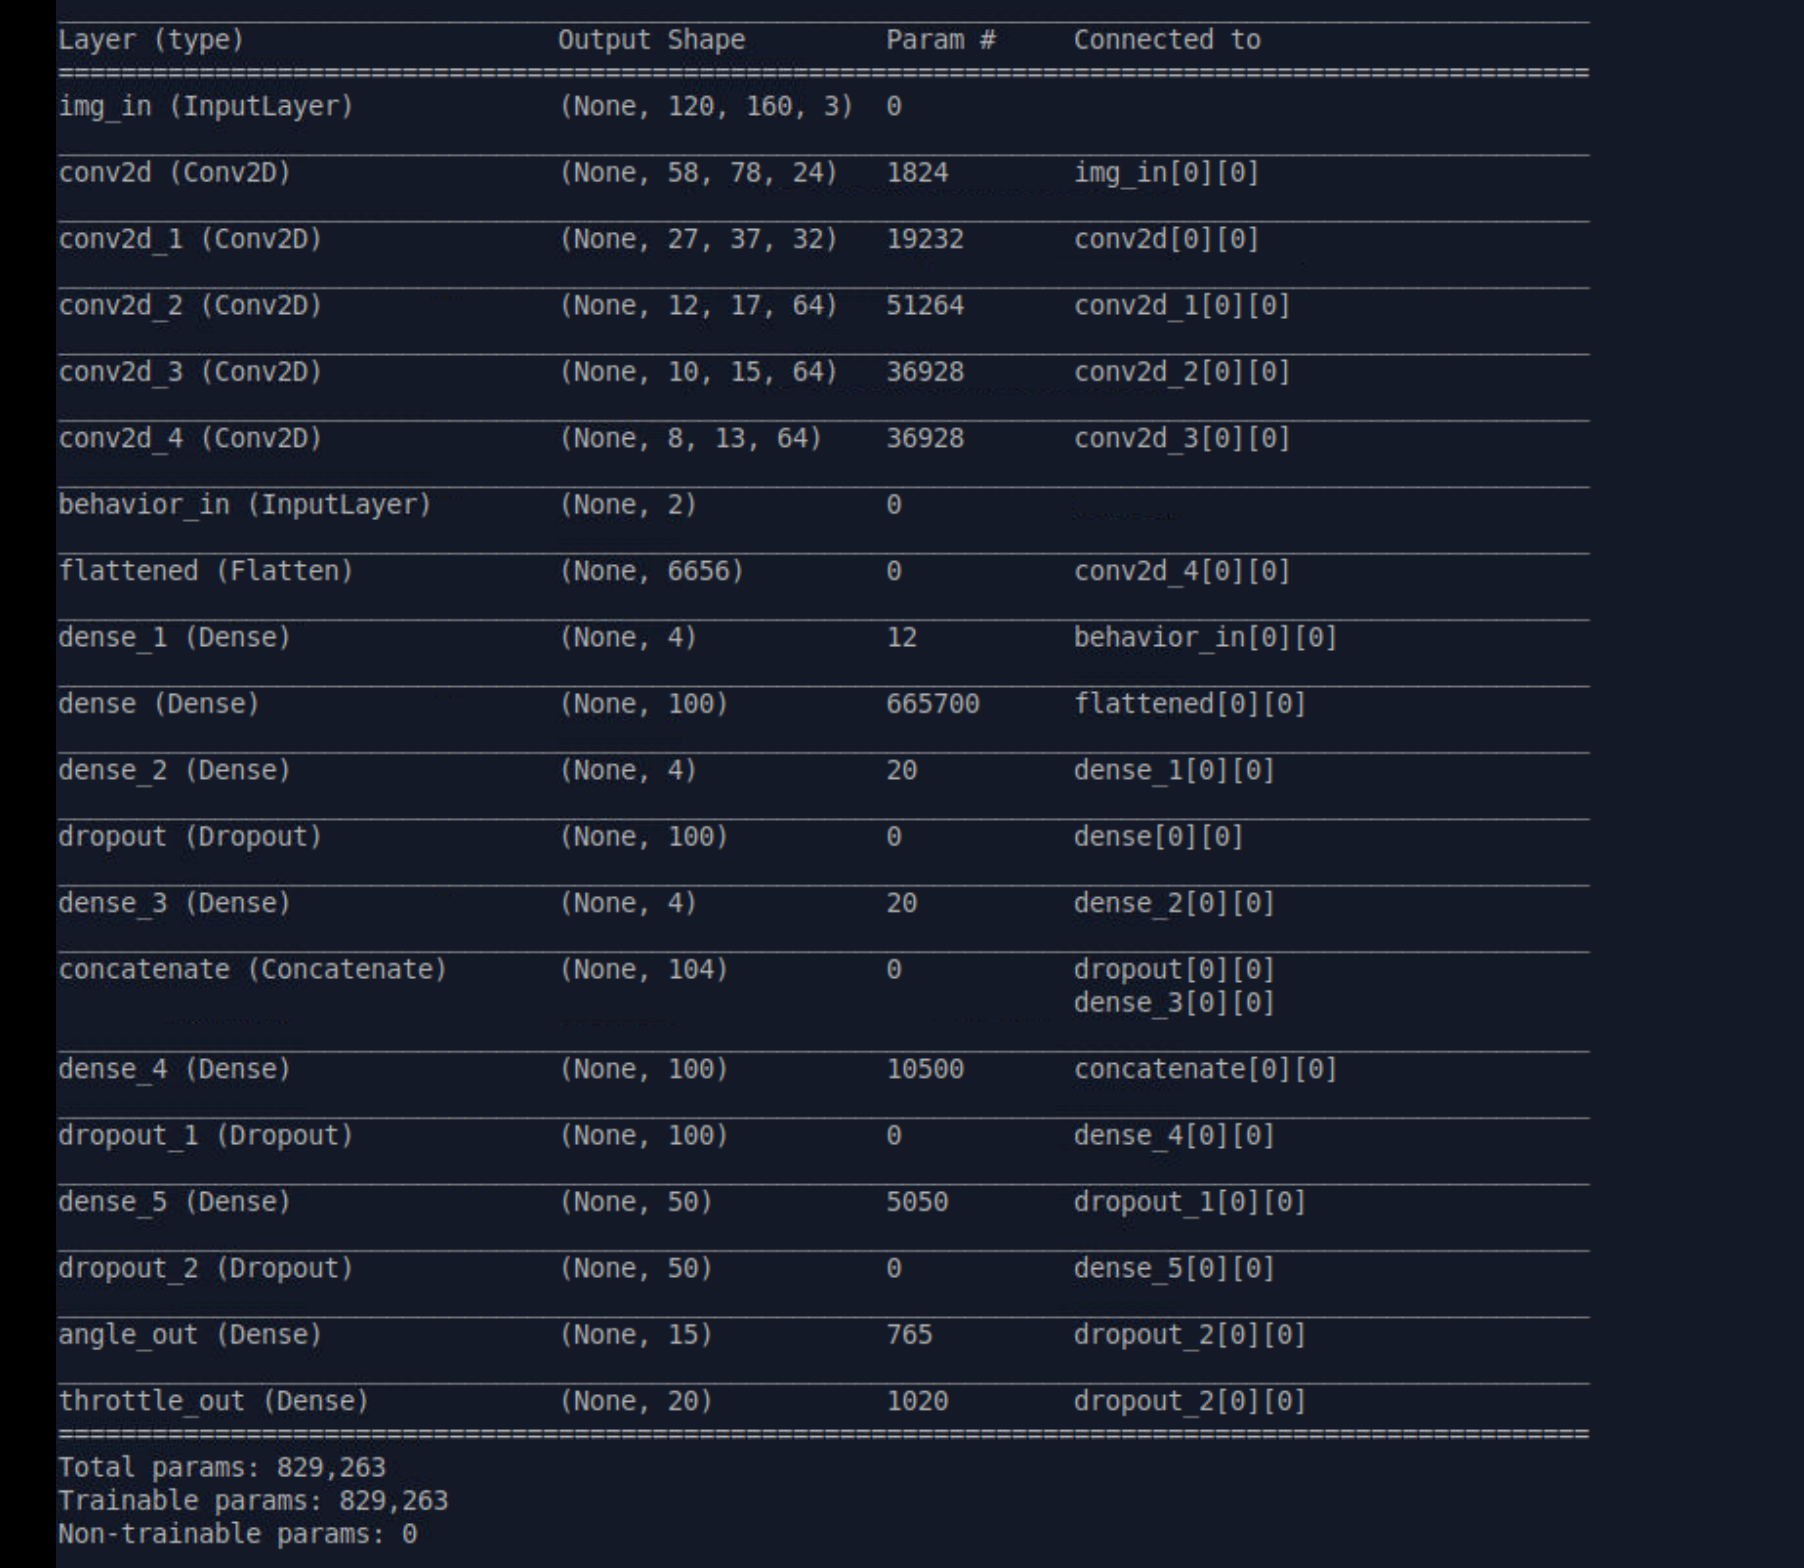 Layer (type) Output Shape Param # Connected to
==================================================================================================
img_in (InputLayer) (None, 120, 160, 3) 0
conv2d (Conv2D) (None, 58, 78, 24) 1824 img_in[0][0]
conv2d_1 (Conv2D) (None, 27, 37, 32) 19232 conv2d[0][0]
conv2d_2 (Conv2D) (None, 12, 17, 64) 51264 conv2d_1[0][0]
conv2d_3 (Conv2D) (None, 10, 15, 64) 36928 conv2d_2[0][0]
conv2d_4 (Conv2D) (None, 8, 13, 64) 36928 conv2d_3[0][0]
behavior_in (InputLayer) (None, 2) 0
flattened (Flatten) (None, 6656) 0 conv2d_4[0][0]
dense_1 (Dense) (None, 4) 12 behavior_in[0][0]
dense (Dense) (None, 100) 665700 flattened[0][0]
dense_2 (Dense) (None, 4) 20 dense_1[0][0]
dropout (Dropout) (None, 100) 0 dense[0][0]
dense_3 (Dense) (None, 4) 20 dense_2[0][0]
concatenate (Concatenate) (None, 104) 0 dropout[0][0]
dense_3[0][0]
dense_4 (Dense) (None, 100) 10500 concatenate[0][0]
dropout_1 (Dropout) (None, 100) 0 dense_4[0][0]
dense_5 (Dense) (None, 50) 5050 dropout_1[0][0]
dropout_2 (Dropout) (None, 50) 0 dense_5[0][0]
angle_out (Dense) (None, 15) 765 dropout_2[0][0]
throttle_out (Dense) (None, 20) 1020 dropout_2[0][0]
==================================================================================================
Total params: 829,263
Trainable params: 829,263
Non-trainable params: 0